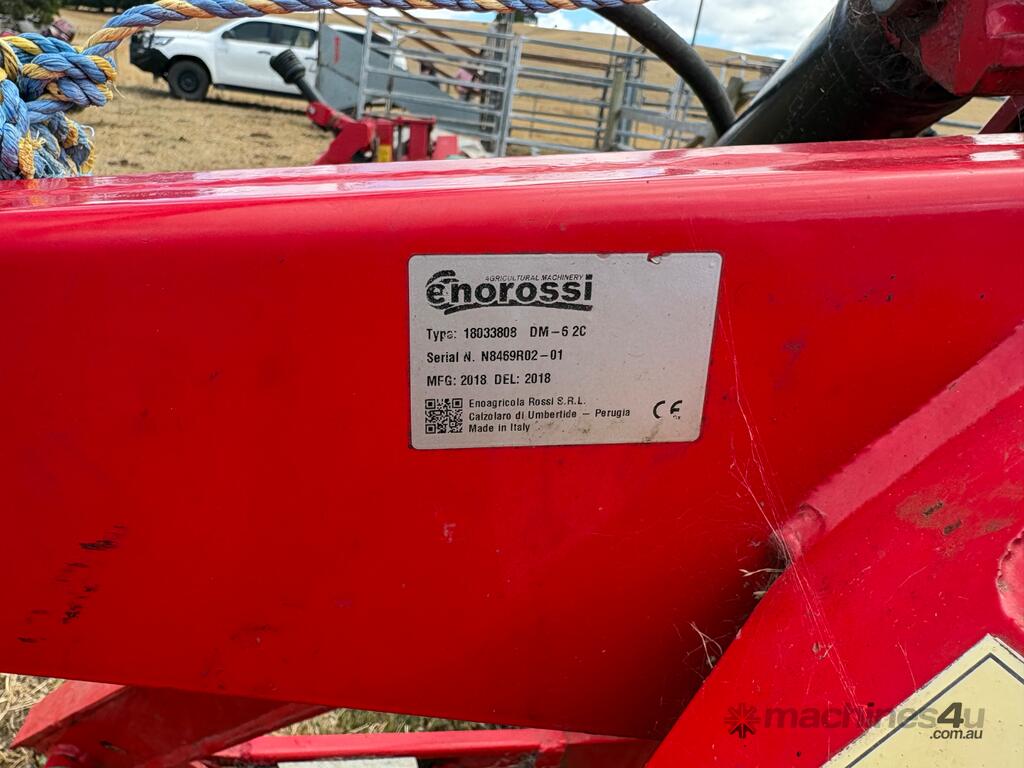 AGRICULTURAL MACHINERY
enorossi
Type: 18033808 DM-6 2C
Serial N. N8469R02-01
MFG: 2018 DEL: 2018
Enoagricola Rossi S.R.L.
Calzolaro di Umbertide – Perugia
Made in Italy
CE
machines4u
.com.au